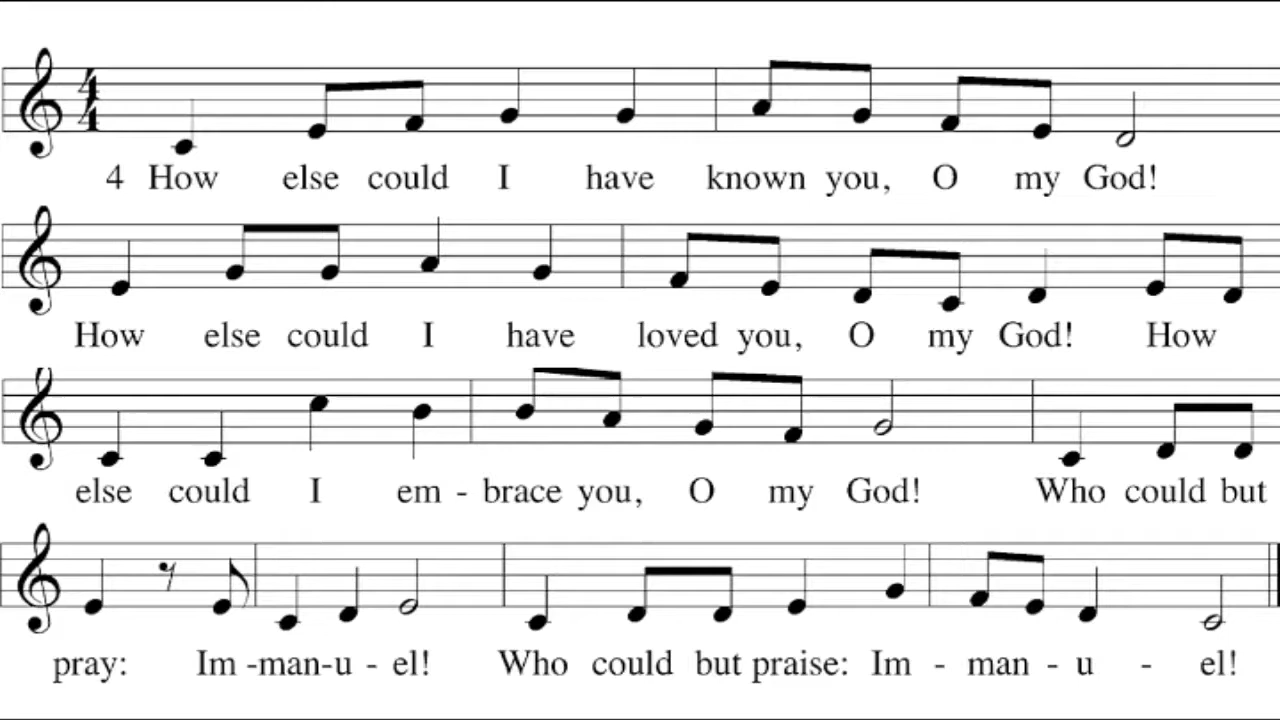 4 How else could I have known you, O my God!
How else could I have loved you, O my God! How
else could I em - brace you, O my God! Who could but
pray: Im -man-u - el! Who could but praise: Im - man - u - el!